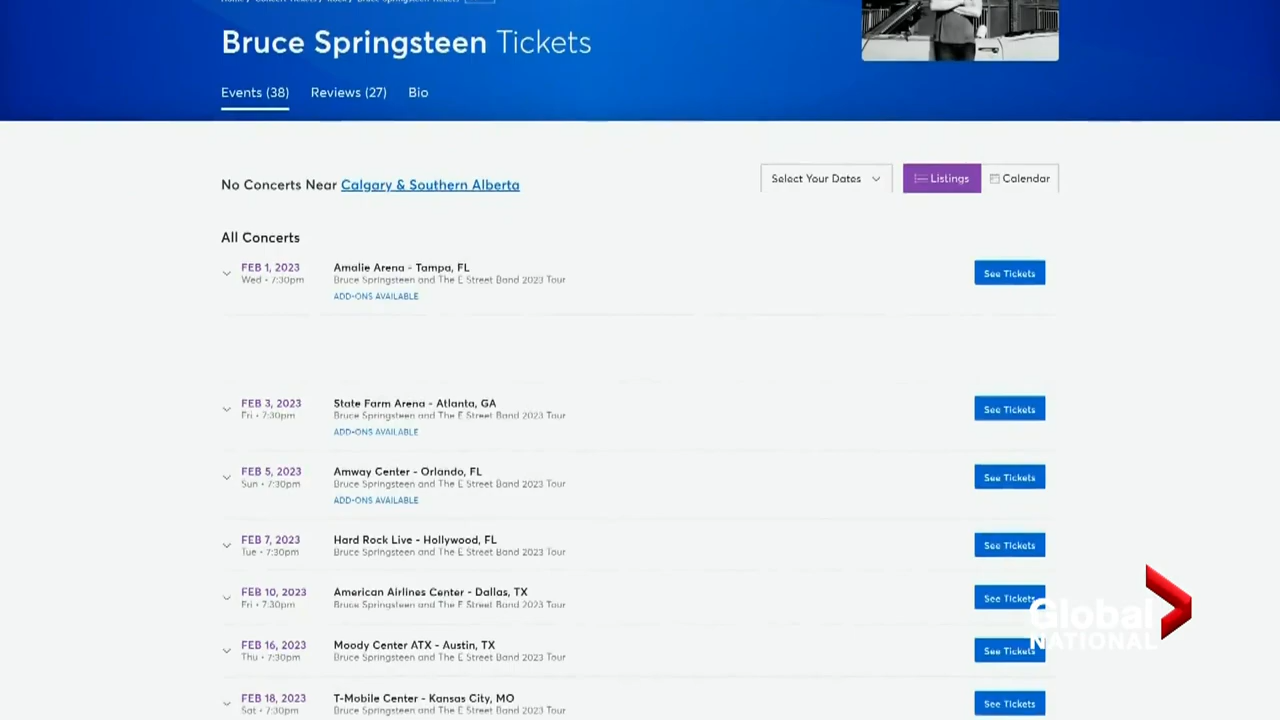 Bruce Springsteen Tickets
Events (38) Reviews (27) Bio
No Concerts Near Calgary & Southern Alberta
Select Your Dates
Listings
Calendar
All Concerts
FEB 1, 2023
Wed • 7:30pm
Amalie Arena - Tampa, FL
Bruce Springsteen and The E Street Band 2023 Tour
ADD-ONS AVAILABLE
See Tickets
FEB 3, 2023
Fri • 7:30pm
State Farm Arena - Atlanta, GA
Bruce Springsteen and The E Street Band 2023 Tour
ADD-ONS AVAILABLE
See Tickets
FEB 5, 2023
Sun • 7:30pm
Amway Center - Orlando, FL
Bruce Springsteen and The E Street Band 2023 Tour
ADD-ONS AVAILABLE
See Tickets
FEB 7, 2023
Tue • 7:30pm
Hard Rock Live - Hollywood, FL
Bruce Springsteen and The E Street Band 2023 Tour
See Tickets
FEB 10, 2023
Fri • 7:30pm
American Airlines Center - Dallas, TX
Bruce Springsteen and The E Street Band 2023 Tour
See Tickets
FEB 16, 2023
Thu • 7:30pm
Moody Center ATX - Austin, TX
Bruce Springsteen and The E Street Band 2023 Tour
See Tickets
FEB 18, 2023
Sat • 7:30pm
T-Mobile Center - Kansas City, MO
Bruce Springsteen and The E Street Band 2023 Tour
See Tickets
Global
NATIONAL